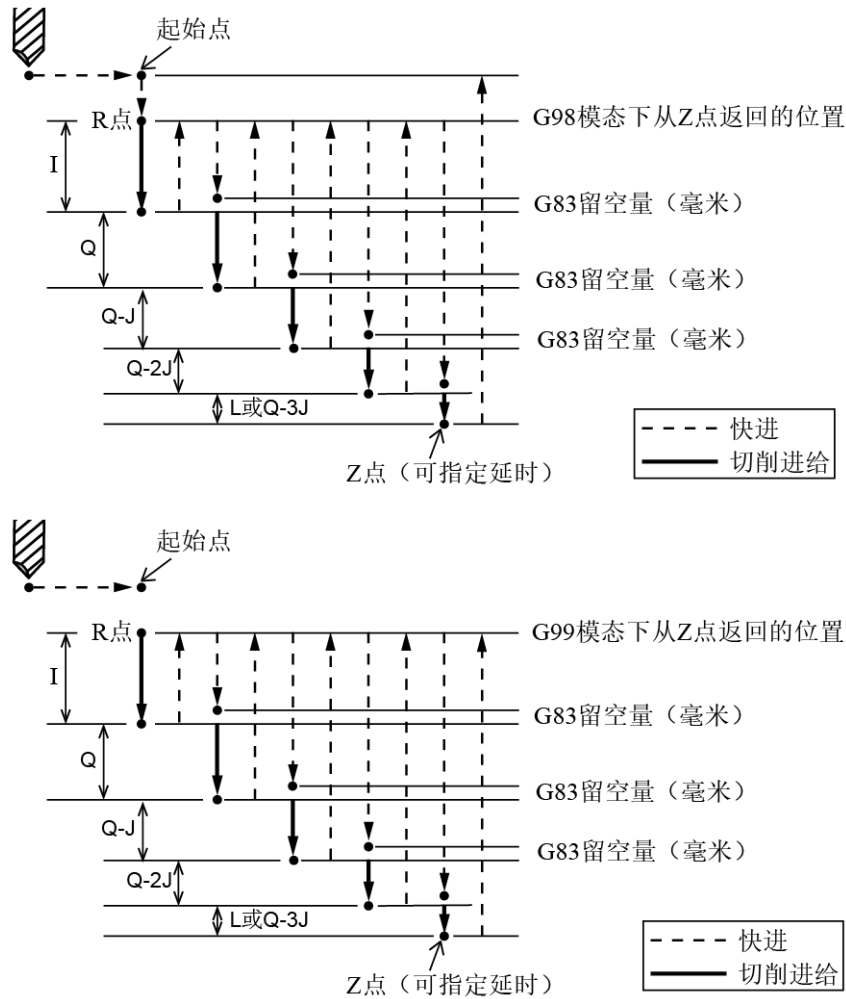 起始点
R点
G98模态下从Z点返回的位置
I
G83留空量（毫米）
Q
G83留空量（毫米）
Q-J
G83留空量（毫米）
Q-2J
L或Q-3J
快进
切削进给
Z点（可指定延时）
起始点
R点
G99模态下从Z点返回的位置
I
G83留空量（毫米）
Q
G83留空量（毫米）
Q-J
G83留空量（毫米）
Q-2J
L或Q-3J
快进
切削进给
Z点（可指定延时）